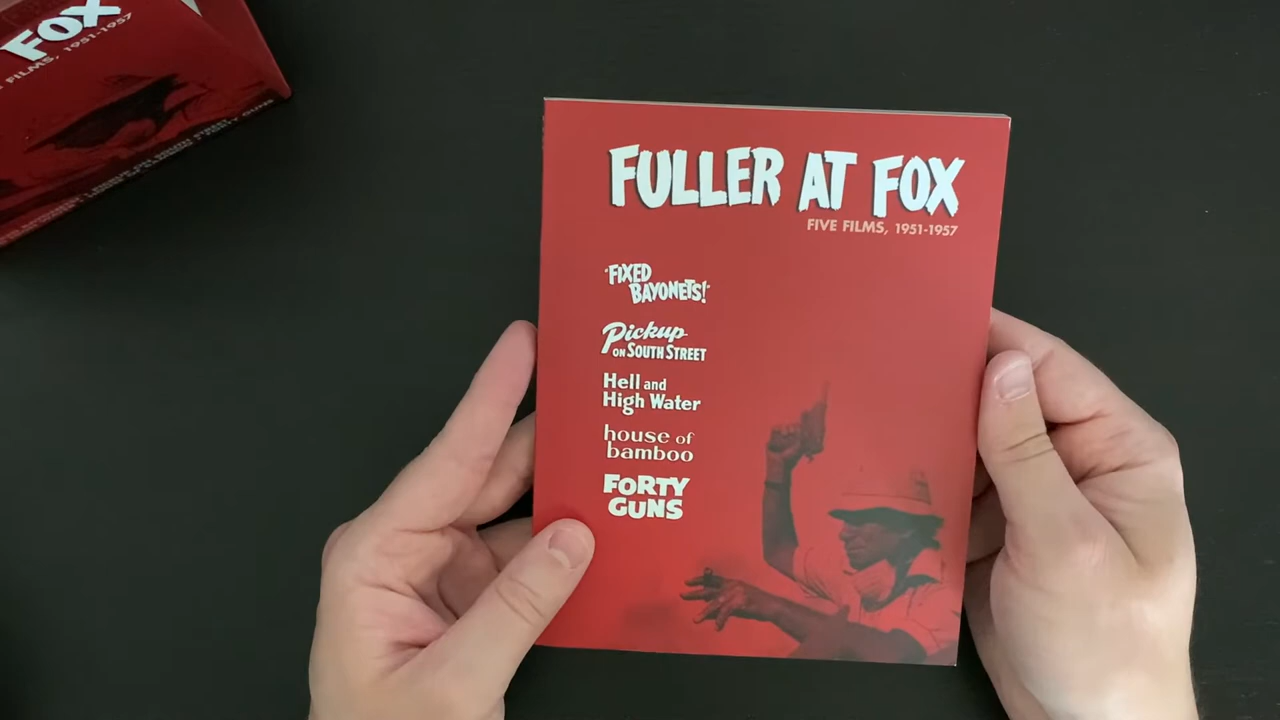 FOX
FILMS, 1951-1957
FULLER AT FOX
FIVE FILMS, 1951-1957
FIXED
BAYONETS!
Pickup
ON SOUTH STREET
Hell and
High Water
house of
bamboo
FORTY
GUNS